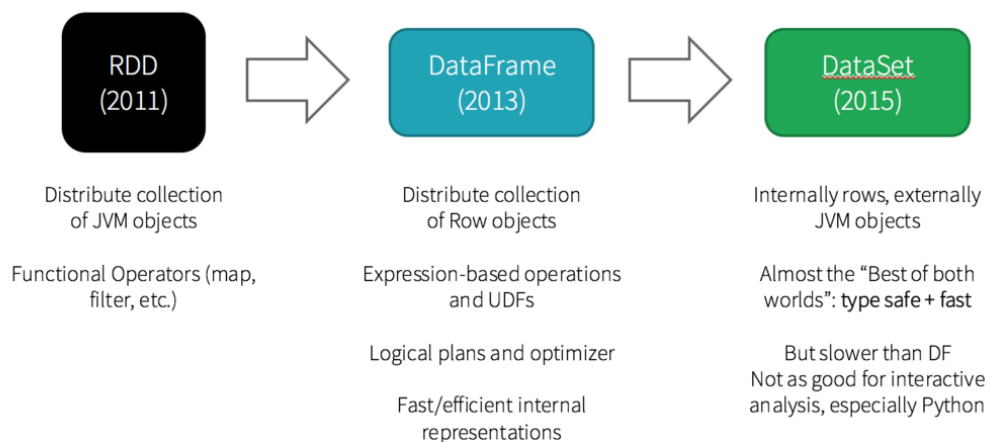 RDD
(2011)
DataFrame
(2013)
DataSet
(2015)
Distribute collection
of JVM objects
Functional Operators (map,
filter, etc.)
Distribute collection
of Row objects
Expression-based operations
and UDFs
Logical plans and optimizer
Fast/efficient internal
representations
Internally rows, externally
JVM objects
Almost the “Best of both
worlds”: type safe + fast
But slower than DF
Not as good for interactive
analysis, especially Python